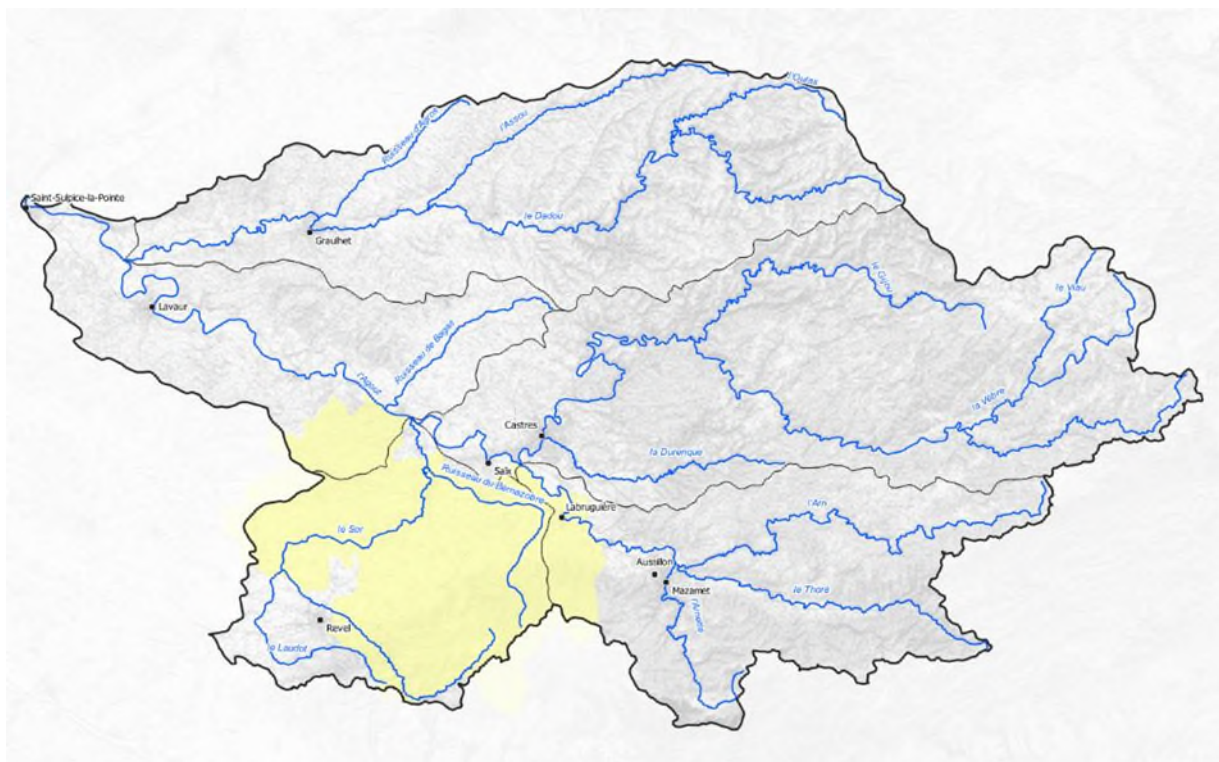 l'Oulas
Ruisseau d'Agros
l'Assou
Saint-Sulpice-la-Pointe
le Dadou
Graulhet
le Gijou
le Viau
Lavaur
Ruisseau de Bagas
l'Agout
la Vèbre
Castres
la Durenque
Saïx
Ruisseau du Bernazobre
l'Arn
Labruguière
le Sor
Aussillon
Mazamet
le Thoré
l'Arnette
Revel
le Laudot